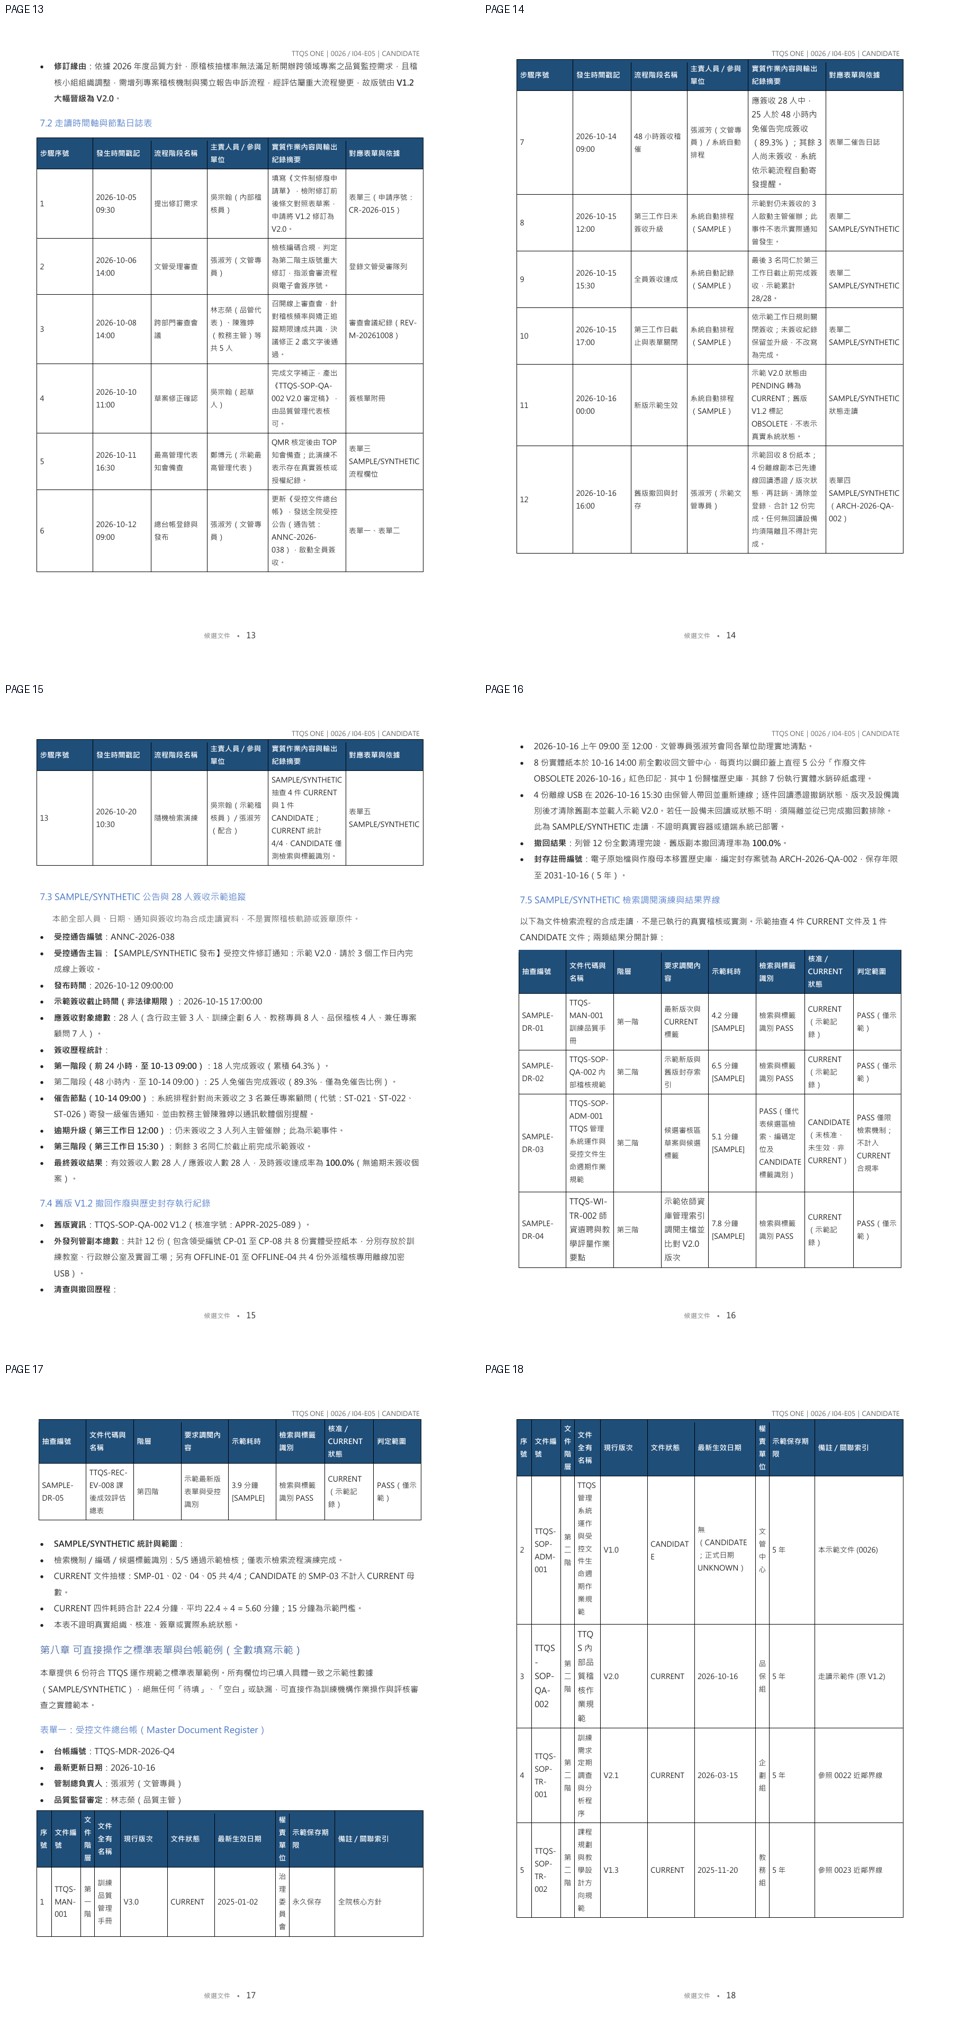 PAGE 13
TTQS ONE | 0026 / I04-E05 | CANDIDATE
• 修訂緣由：依據 2026 年度品質方針，原稽核抽樣率無法滿足新開辦跨領域專案之品質監控需求，且稽
核小組組織調整，需增列專案稽核機制與獨立報告申訴流程，經評估屬重大流程變更，故版號由 V1.2
大幅晉級為 V2.0。
7.2 走讀時間軸與節點日誌表
步驟序號 發生時間戳記 流程階段名稱 主責人員 / 參與單位 實質作業內容與輸出紀錄摘要 對應表單與依據
1 2026-10-05 09:30 提出修訂需求 吳宗翰（內部稽核員） 填寫《文件制修廢申請單》，檢附修訂前後條文對照表草案，申請將 V1.2 修訂為 V2.0。 表單三（申請序號：CR-2026-015）
2 2026-10-06 14:00 文管受理審查 張淑芳（文管專員） 檢核編碼合規，判定為第二階主版號重大修訂，指派會審流程與電子會簽序號。 登錄文管受審隊列
3 2026-10-08 14:00 跨部門審查會議 林志榮（品管代表）、陳雅婷（教務主管）等共 5 人 召開線上審查會，針對稽核頻率與矯正追蹤期限達成共識，決議修正 2 處文字後通過。 審查會議紀錄（REV-M-20261008）
4 2026-10-10 11:00 草案修正確認 吳宗翰（起草人） 完成文字補正，產出《TTQS-SOP-QA-002 V2.0 審定稿》，由品質管理代表核可。 簽核單附冊
5 2026-10-11 16:30 最高管理代表知會備查 鄭博元（示範最高管理代表） QMR 核定後由 TOP 知會備查；此演練不表示存在真實簽核或授權紀錄。 表單三 SAMPLE/SYNTHETIC 流程欄位
6 2026-10-12 09:00 總台帳登錄與發布 張淑芳（文管專員） 更新《受控文件總台帳》，發送全院受控公告（通告號：ANNC-2026-038），啟動全員簽收。 表單一、表單二
候選文件 • 13
PAGE 14
TTQS ONE | 0026 / I04-E05 | CANDIDATE
步驟序號 發生時間戳記 流程階段名稱 主責人員 / 參與單位 實質作業內容與輸出紀錄摘要 對應表單與依據
7 2026-10-14 09:00 48 小時簽收稽催 張淑芳（文管專員）/ 系統自動排程 應簽收 28 人中，25 人於 48 小時內免催告完成簽收（89.3%）；其餘 3 人尚未簽收，系統依示範流程自動寄發提醒。 表單二催告日誌
8 2026-10-15 12:00 第三工作日未簽收升級 系統自動排程（SAMPLE） 示範對仍未簽收的 3 人啟動主管催辦；此事件不表示實際通知曾發生。 表單二 SAMPLE/SYNTHETIC
9 2026-10-15 15:30 全員簽收達成 系統自動記錄（SAMPLE） 最後 3 名同仁於第三工作日截止前完成簽收，示範累計 28/28。 表單二 SAMPLE/SYNTHETIC
10 2026-10-15 17:00 第三工作日截止與表單關閉 系統自動排程（SAMPLE） 依示範工作日規則關閉簽收；未簽收紀錄保留並升級，不改寫為完成。 表單二 SAMPLE/SYNTHETIC
11 2026-10-16 00:00 新版示範生效 系統自動排程（SAMPLE） 示範 V2.0 狀態由 PENDING 轉為 CURRENT；舊版 V1.2 標記 OBSOLETE，不表示真實系統狀態。 SAMPLE/SYNTHETIC 狀態走讀
12 2026-10-16 16:00 舊版撤回與封存 張淑芳（示範文管專員） 示範回收 8 份紙本；4 份離線副本已先連線回讀憑證 / 版次狀態，再註銷、清除並登錄，合計 12 份完成。任何無回讀設備均須隔離且不得計完成。 表單四 SAMPLE/SYNTHETIC（ARCH-2026-QA-002）
候選文件 • 14
PAGE 15
TTQS ONE | 0026 / I04-E05 | CANDIDATE
步驟序號 發生時間戳記 流程階段名稱 主責人員 / 參與單位 實質作業內容與輸出紀錄摘要 對應表單與依據
13 2026-10-20 10:30 隨機檢索演練 吳宗翰（示範稽核員）/ 張淑芳（配合） SAMPLE/SYNTHETIC 抽查 4 件 CURRENT 與 1 件 CANDIDATE；CURRENT 統計 4/4，CANDIDATE 僅測檢索與標籤識別。 表單五 SAMPLE/SYNTHETIC
7.3 SAMPLE/SYNTHETIC 公告與 28 人簽收示範追蹤
本節全部人員、日期、通知與簽收均為合成走讀資料，不是實際稽核軌跡或簽章原件。
• 受控通告編號：ANNC-2026-038
• 受控通告主旨：【SAMPLE/SYNTHETIC 發布】受控文件修訂通知：示範 V2.0，請於 3 個工作日內完
成線上簽收。
• 發布時間：2026-10-12 09:00:00
• 示範簽收截止時間（非法律期限）：2026-10-15 17:00:00
• 應簽收對象總數：28 人（含行政主管 3 人、訓練企劃 6 人、教務專員 8 人、品保稽核 4 人、兼任專案
顧問 7 人）。
• 簽收歷程統計：
• 第一階段（前 24 小時，至 10-13 09:00）：18 人完成簽收（累積 64.3%）。
• 第二階段（48 小時內，至 10-14 09:00）：25 人免催告完成簽收（89.3%，僅為免催告比例）。
• 催告節點（10-14 09:00）：系統排程針對尚未簽收之 3 名兼任專案顧問（代號：ST-021、ST-022、
ST-026）寄發一級催告通知，並由教務主管陳雅婷以通訊軟體個別提醒。
• 逾期升級（第三工作日 12:00）：仍未簽收之 3 人列入主管催辦；此為示範事件。
• 第三階段（第三工作日 15:30）：剩餘 3 名同仁於截止前完成示範簽收。
• 最終簽收結果：有效簽收人數 28 人 / 應簽收人數 28 人，及時簽收達成率為 100.0%（無逾期未簽收個
案）。
7.4 舊版 V1.2 撤回作廢與歷史封存執行紀錄
• 舊版資訊：TTQS-SOP-QA-002 V1.2（核准字號：APPR-2025-089）。
• 外發列管副本總數：共計 12 份（包含領受編號 CP-01 至 CP-08 共 8 份實體受控紙本，分別存放於訓
練教室、行政辦公室及實習工場；另有 OFFLINE-01 至 OFFLINE-04 共 4 份外派稽核專用離線加密
USB）。
• 清查與撤回歷程：
候選文件 • 15
PAGE 16
TTQS ONE | 0026 / I04-E05 | CANDIDATE
• 2026-10-16 上午 09:00 至 12:00，文管專員張淑芳會同各單位助理實地清點。
• 8 份實體紙本於 10-16 14:00 前全數收回文管中心，每頁均以鋼印蓋上直徑 5 公分「作廢文件
OBSOLETE 2026-10-16」紅色印記，其中 1 份歸檔歷史庫，其餘 7 份執行實體水銷碎紙處理。
• 4 份離線 USB 在 2026-10-16 15:30 由保管人帶回並重新連線；逐件回讀憑證撤銷狀態、版次及設備識
別後才清除舊副本並載入示範 V2.0。若任一設備未回讀或狀態不明，須隔離並從已完成撤回數排除。
此為 SAMPLE/SYNTHETIC 走讀，不證明真實容器或遠端系統已部署。
• 撤回結果：列管 12 份全數清理完竣，舊版副本撤回清理率為 100.0%。
• 封存註冊編號：電子原始檔與作廢母本移置歷史庫，編定封存案號為 ARCH-2026-QA-002，保存年限
至 2031-10-16（5 年）。
7.5 SAMPLE/SYNTHETIC 檢索調閱演練與結果界線
以下為文件檢索流程的合成走讀，不是已執行的真實稽核或實測。示範抽查 4 件 CURRENT 文件及 1 件
CANDIDATE 文件；兩類結果分開計算：
抽查編號 文件代碼與名稱 階層 要求調閱內容 示範耗時 檢索與標籤識別 核准 / CURRENT 狀態 判定範圍
SAMPLE-DR-01 TTQS-MAN-001 訓練品質手冊 第一階 最新版次與 CURRENT 標籤 4.2 分鐘 [SAMPLE] 檢索與標籤識別 PASS CURRENT（示範記錄） PASS（僅示範）
SAMPLE-DR-02 TTQS-SOP-QA-002 內部稽核規範 第二階 示範新版與舊版封存索引 6.5 分鐘 [SAMPLE] 檢索與標籤識別 PASS CURRENT（示範記錄） PASS（僅示範）
SAMPLE-DR-03 TTQS-SOP-ADM-001 TTQS 管理系統運作與受控文件生命週期作業規範 第二階 候選審核區草案與候選標籤 5.1 分鐘 [SAMPLE] PASS（僅代表候選區檢索、編碼定位及 CANDIDATE 標籤識別） CANDIDATE（未核准、未生效，非 CURRENT） PASS 僅限檢索機制；不計入 CURRENT 合規率
SAMPLE-DR-04 TTQS-WI-TR-002 師資遴聘與教學評量作業要點 第三階 示範依師資庫管理索引調閱主檔並比對 V2.0 版次 7.8 分鐘 [SAMPLE] 檢索與標籤識別 PASS CURRENT（示範記錄） PASS（僅示範）
候選文件 • 16
PAGE 17
TTQS ONE | 0026 / I04-E05 | CANDIDATE
抽查編號 文件代碼與名稱 階層 要求調閱內容 示範耗時 檢索與標籤識別 核准 / CURRENT 狀態 判定範圍
SAMPLE-DR-05 TTQS-REC-EV-008 課後成效評估總表 第四階 示範最新版表單與受控識別 3.9 分鐘 [SAMPLE] 檢索與標籤識別 PASS CURRENT（示範記錄） PASS（僅示範）
• SAMPLE/SYNTHETIC 統計與範圍：
• 檢索機制 / 編碼 / 候選標籤識別：5/5 通過示範檢核；僅表示檢索流程演練完成。
• CURRENT 文件抽樣：SMP-01、02、04、05 共 4/4；CANDIDATE 的 SMP-03 不計入 CURRENT 母
數。
• CURRENT 四件耗時合計 22.4 分鐘，平均 22.4 ÷ 4 = 5.60 分鐘；15 分鐘為示範門檻。
• 本表不證明真實組織、核准、簽章或實際系統狀態。
第八章 可直接操作之標準表單與台帳範例（全數填寫示範）
本章提供 6 份符合 TTQS 運作規範之標準表單範例。所有欄位均已填入具體一致之示範性數據
（SAMPLE/SYNTHETIC），絕無任何「待填」、「空白」或缺漏，可直接作為訓練機構作業操作與評核審
查之實體範本。
表單一：受控文件總台帳（Master Document Register）
• 台帳編號：TTQS-MDR-2026-Q4
• 最新更新日期：2026-10-16
• 管制總負責人：張淑芳（文管專員）
• 品質監督審定：林志榮（品質主管）
序號 文件編號 文件階層 文件全有名稱 現行版次 文件狀態 最新生效日期 權責單位 示範保存期限 備註 / 關聯索引
1 TTQS-MAN-001 第一階 訓練品質管理手冊 V3.0 CURRENT 2025-01-02 治理委員會 永久保存 全院核心方針
候選文件 • 17
PAGE 18
TTQS ONE | 0026 / I04-E05 | CANDIDATE
序號 文件編號 文件階層 文件全有名稱 現行版次 文件狀態 最新生效日期 權責單位 示範保存期限 備註 / 關聯索引
2 TTQS-SOP-ADM-001 第二階 TTQS 管理系統運作與受控文件生命週期作業規範 V1.0 CANDIDATE 無（CANDIDATE；正式日期 UNKNOWN） 文管中心 5 年 本示範文件 (0026)
3 TTQS-SOP-QA-002 第二階 TTQS 內部品質稽核作業規範 V2.0 CURRENT 2026-10-16 品保組 5 年 走讀示範件 (原 V1.2)
4 TTQS-SOP-TR-001 第二階 訓練需求定期調查與分析程序 V2.1 CURRENT 2026-03-15 企劃組 5 年 參照 0022 近鄰界線
5 TTQS-SOP-TR-002 第二階 課程規劃與教學設計方向規範 V1.3 CURRENT 2025-11-20 教務組 5 年 參照 0023 近鄰界線
候選文件 • 18